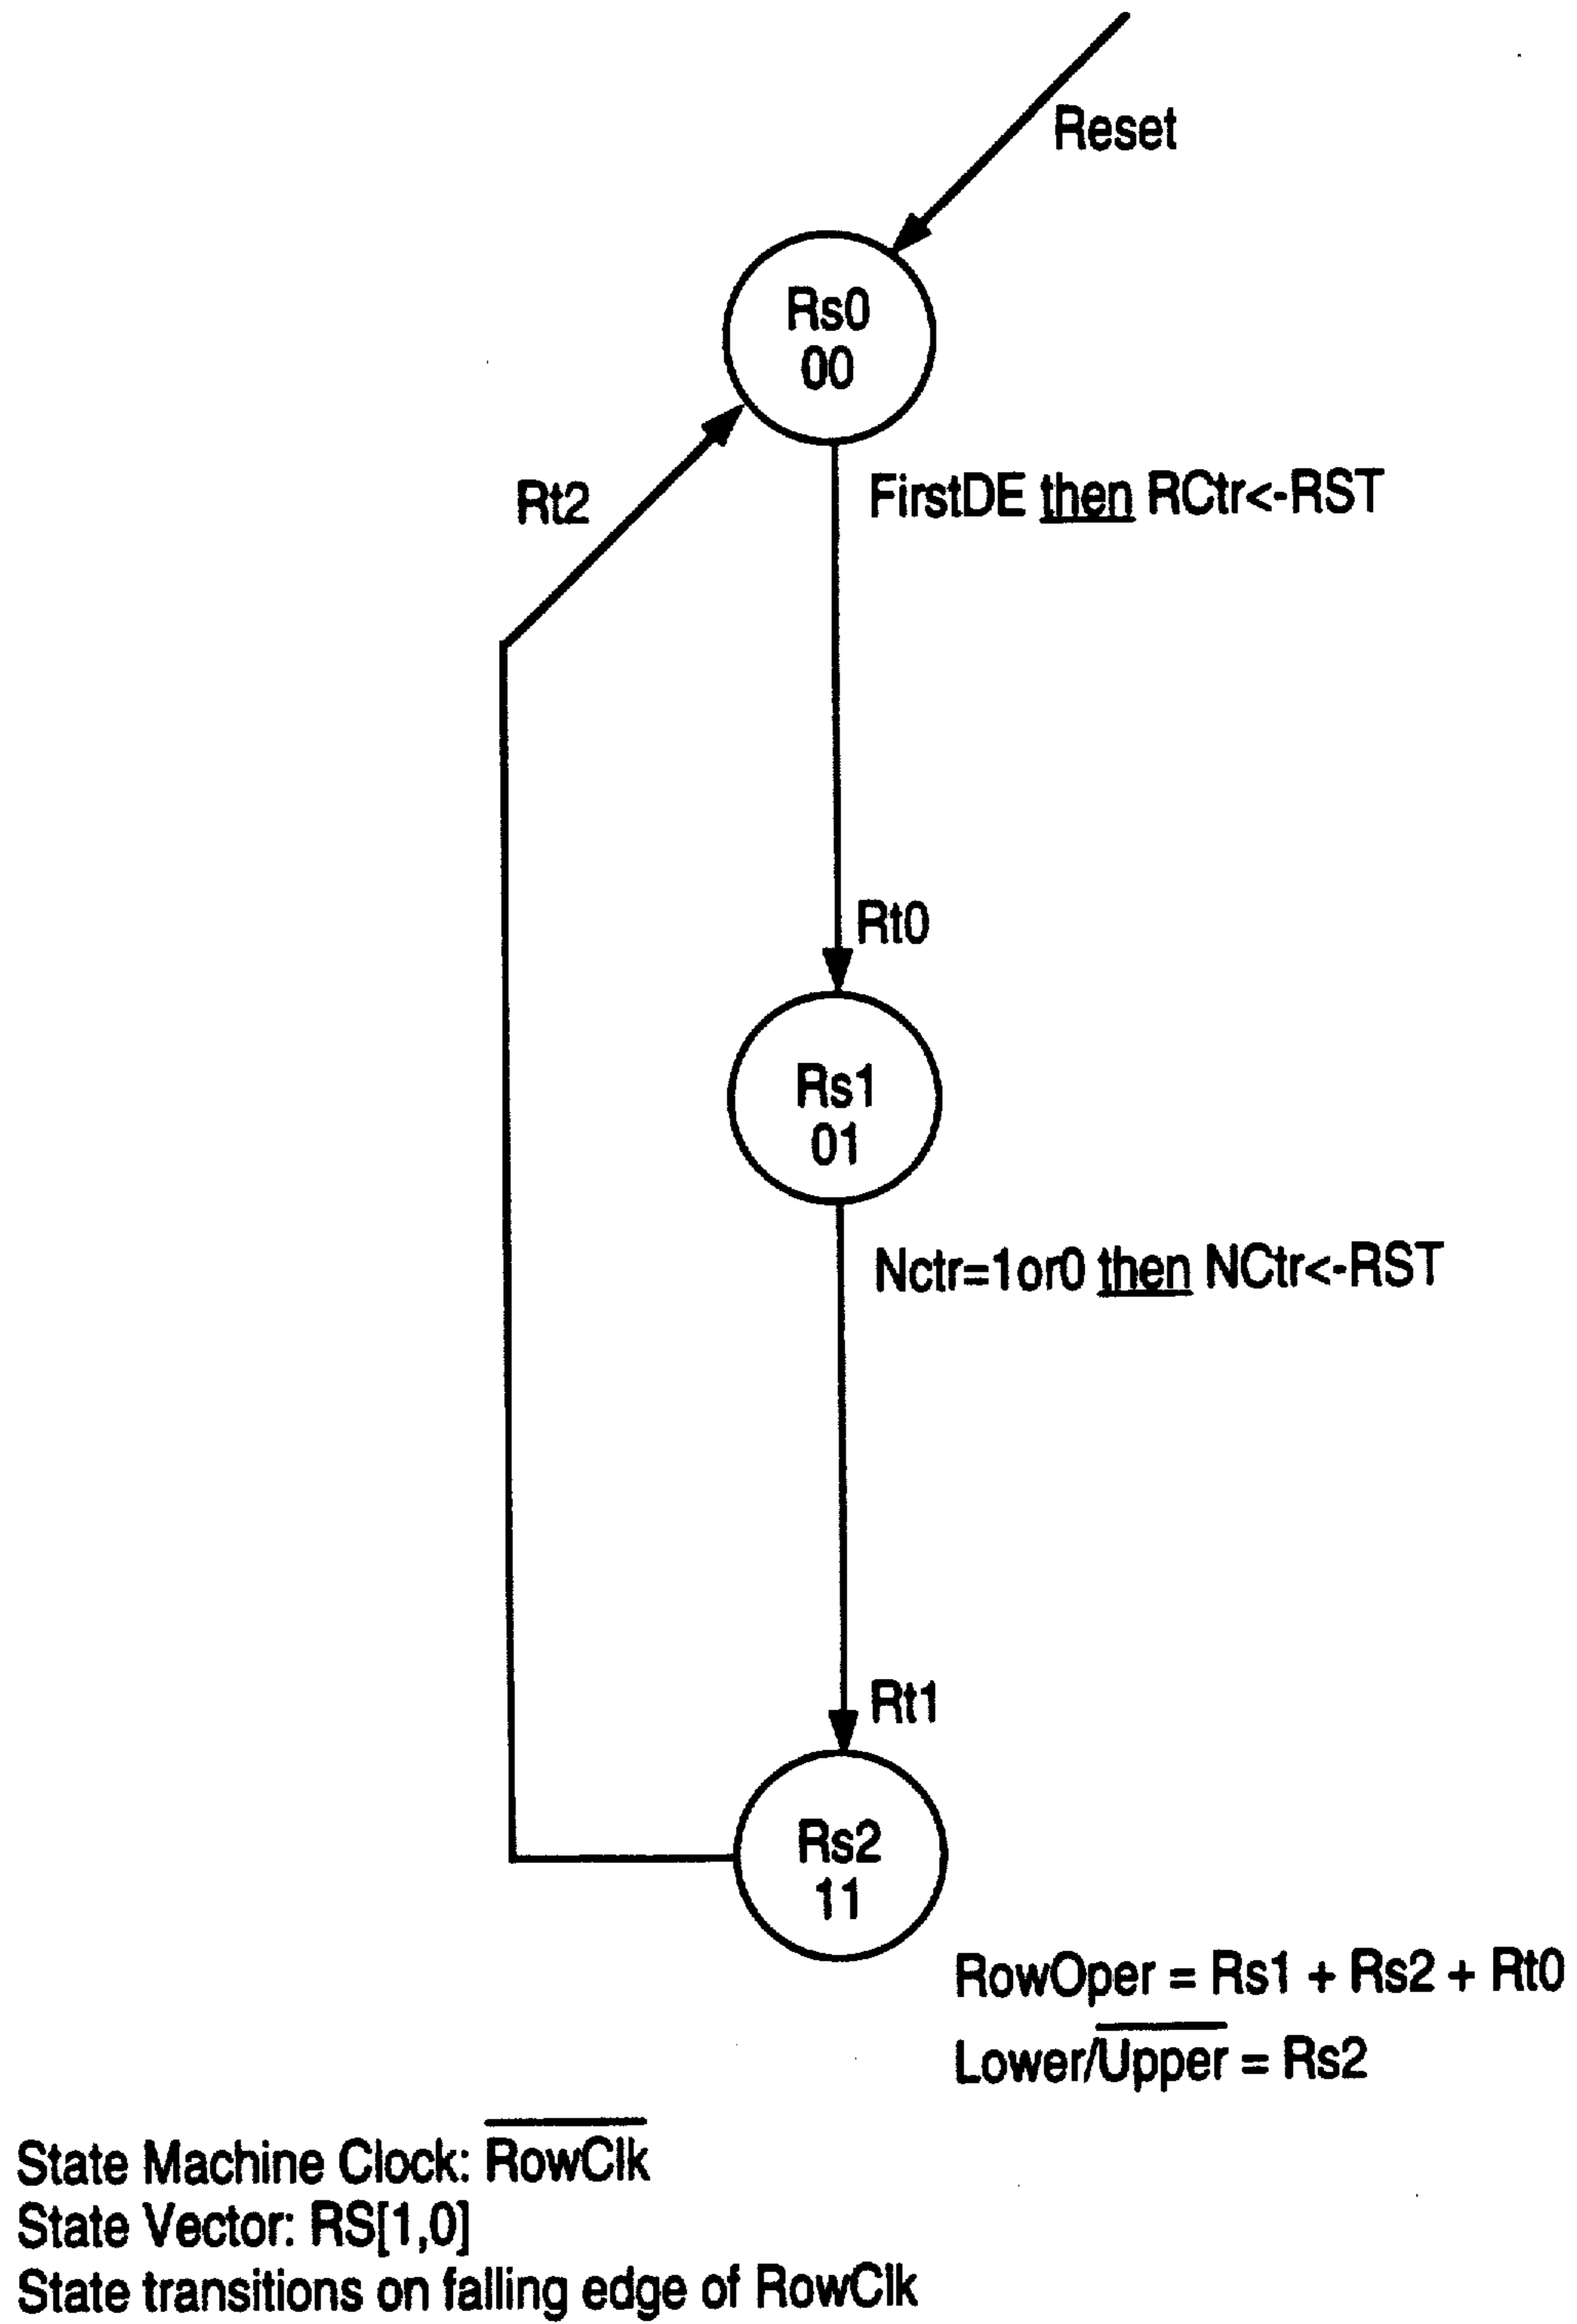 Reset
Rs0
00
Rt2
FirstDE then RCtr<-RST
Rt0
Rs1
01
Nctr=1or0 then NCtr<-RST
Rt1
Rs2
11
RowOper = Rs1 + Rs2 + Rt0
Lower/Upper = Rs2
State Machine Clock: RowClk
State Vector: RS[1,0]
State transitions on falling edge of RowClk